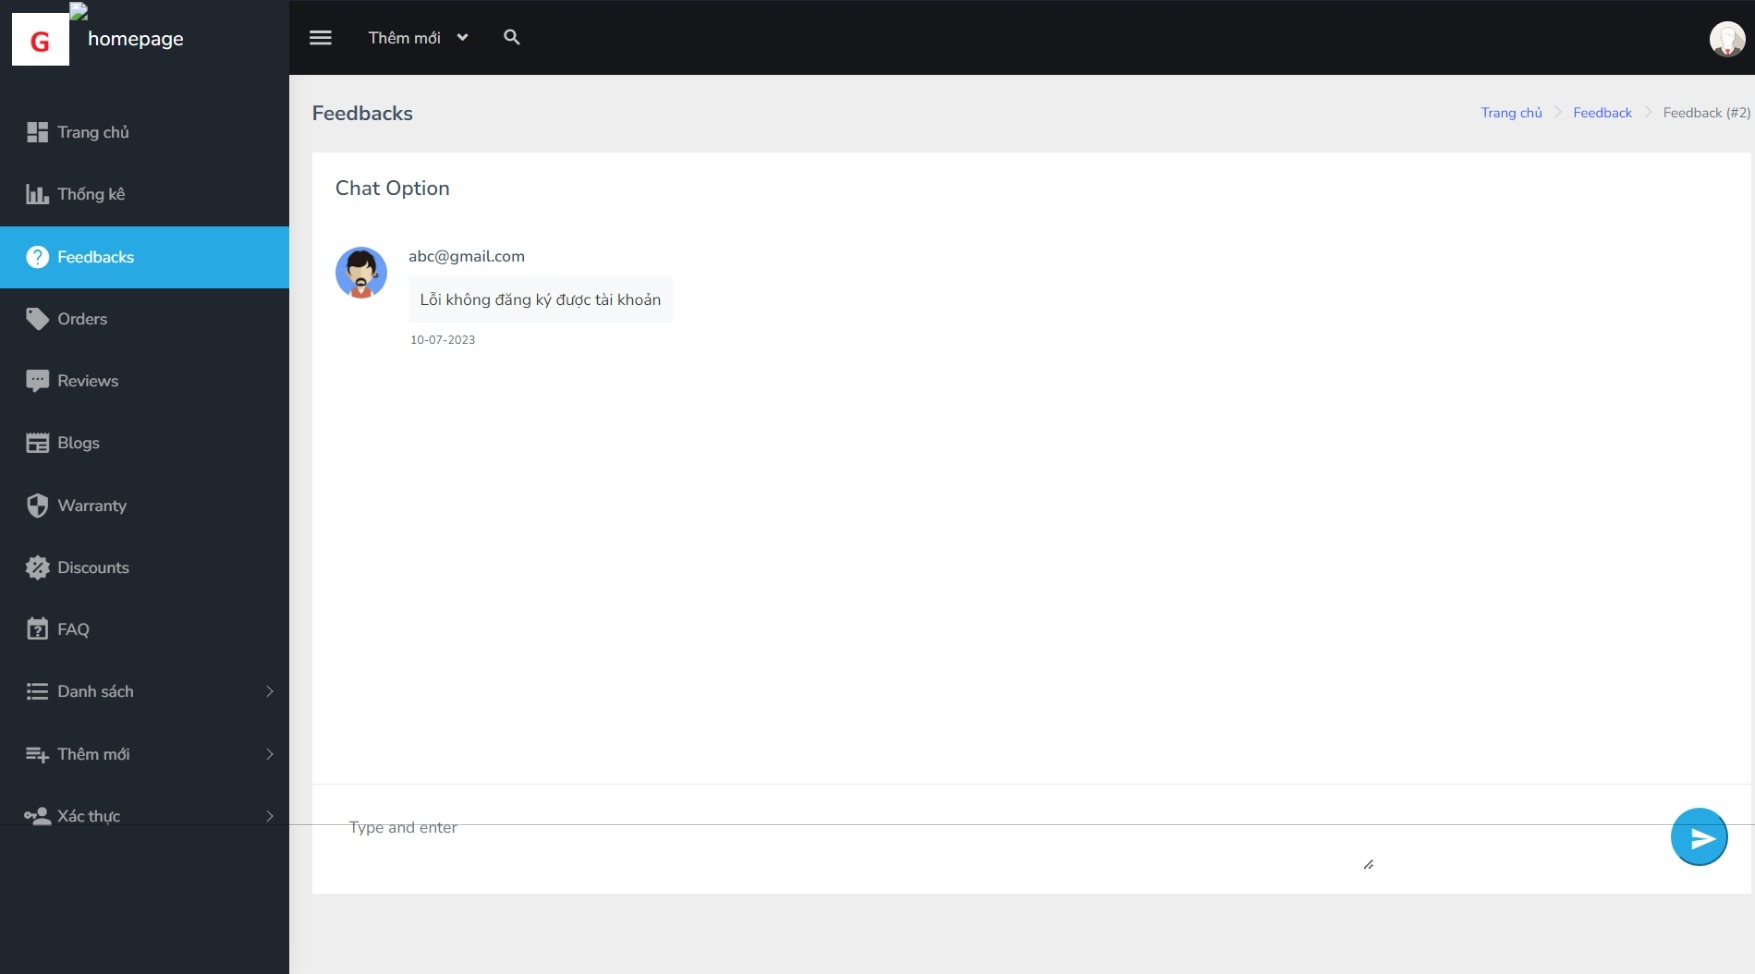 G
homepage
Thêm mới
Trang chủ
Thống kê
Feedbacks
Orders
Reviews
Blogs
Warranty
Discounts
FAQ
Danh sách
Thêm mới
Xác thực
Feedbacks
Trang chủ
Feedback
Feedback (#2)
Chat Option
abc@gmail.com
Lỗi không đăng ký được tài khoản
10-07-2023
Type and enter